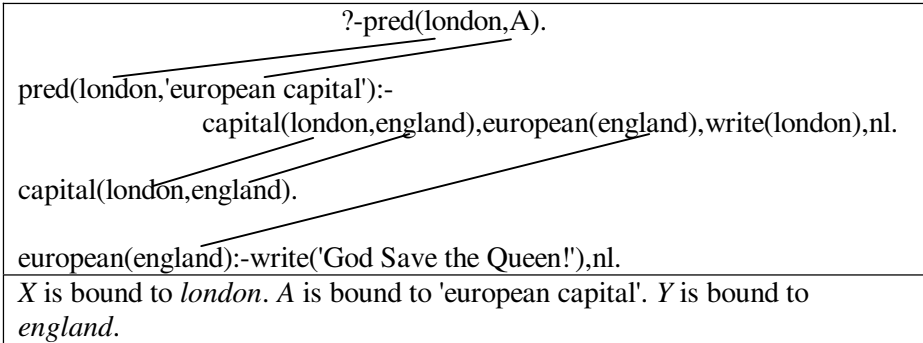 ?-pred(london,A).
pred(london,'european capital'):-
capital(london,england),european(england),write(london),nl.
capital(london,england).
european(england):-write('God Save the Queen!'),nl.
X is bound to london. A is bound to 'european capital'. Y is bound to
england.